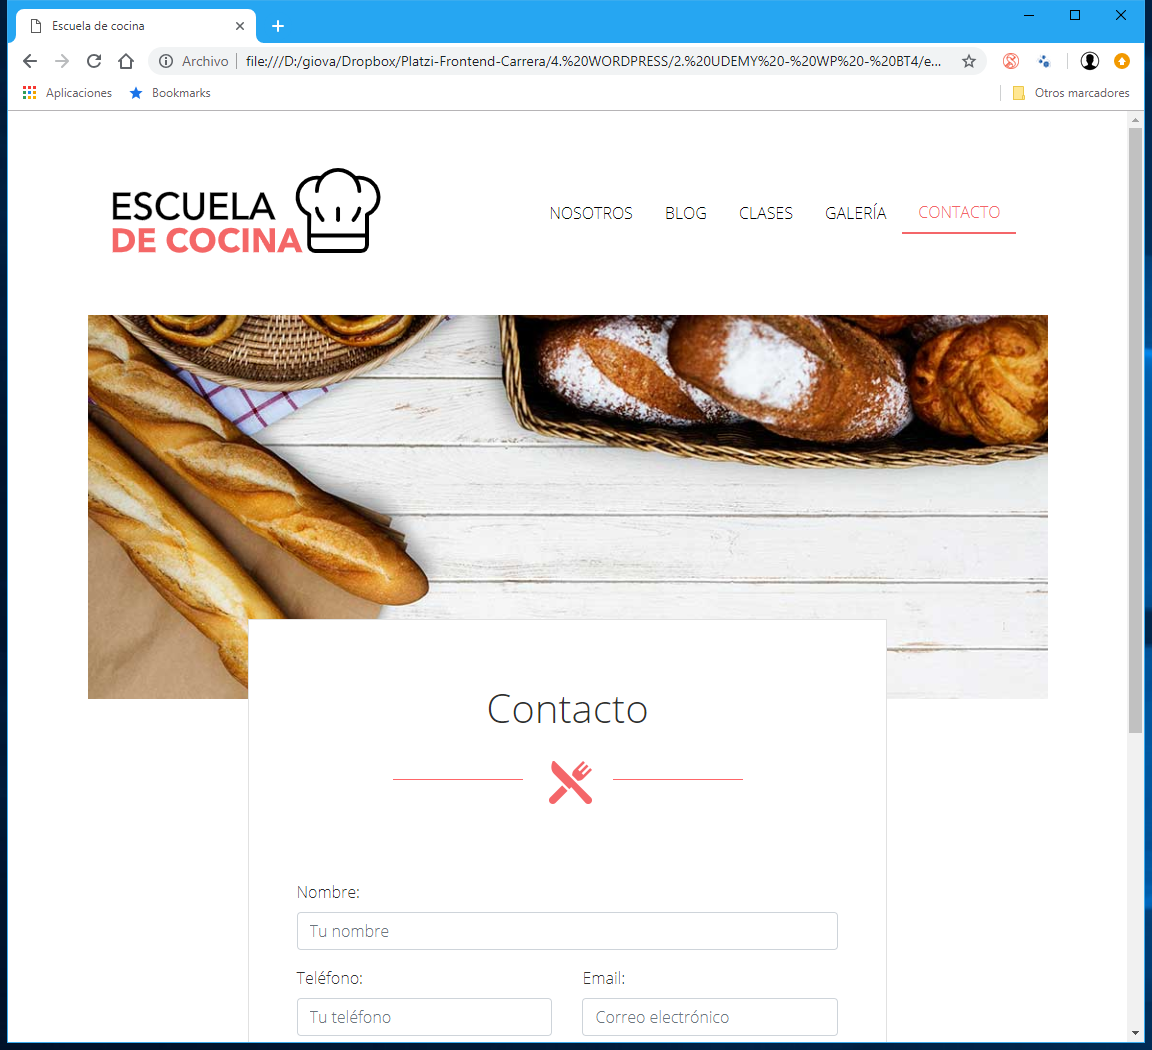 Escuela de cocina
Archivo file:///D:/giova/Dropbox/Platzi-Frontend-Carrera/4.%20WORDPRESS/2.%20UDEMY%20-%20WP%20-%20BT4/e...
Aplicaciones Bookmarks Otros marcadores
ESCUELA
DE COCINA
NOSOTROS BLOG CLASES GALERÍA CONTACTO
Contacto
Nombre:
Tu nombre
Teléfono: Email:
Tu teléfono Correo electrónico